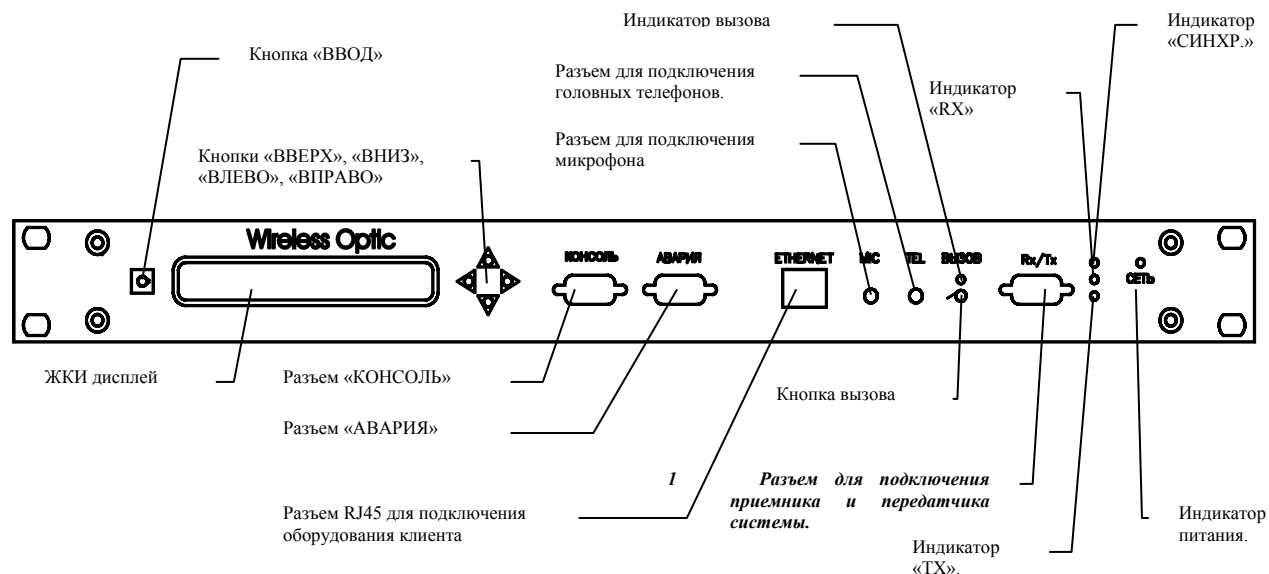 Индикатор вызова
Индикатор
«СИНХР.»
Кнопка «ВВОД»
Разъем для подключения
головных телефонов.
Индикатор
«RX»
Разъем для подключения
микрофона
Кнопки «ВВЕРХ», «ВНИЗ»,
«ВЛЕВО», «ВПРАВО»
Wireless Optic
КОНСОЛЬ
АВАРИЯ
ETHERNET
MIC
TEL
ВЫЗОВ
Rx/Tx
СЕТЬ
ЖКИ дисплей
Разъем «КОНСОЛЬ»
Кнопка вызова
Разъем «АВАРИЯ»
1 Разъем для подключения
приемника и передатчика
системы.
Разъем RJ45 для подключения
оборудования клиента
Индикатор
питания.
Индикатор
«TX».